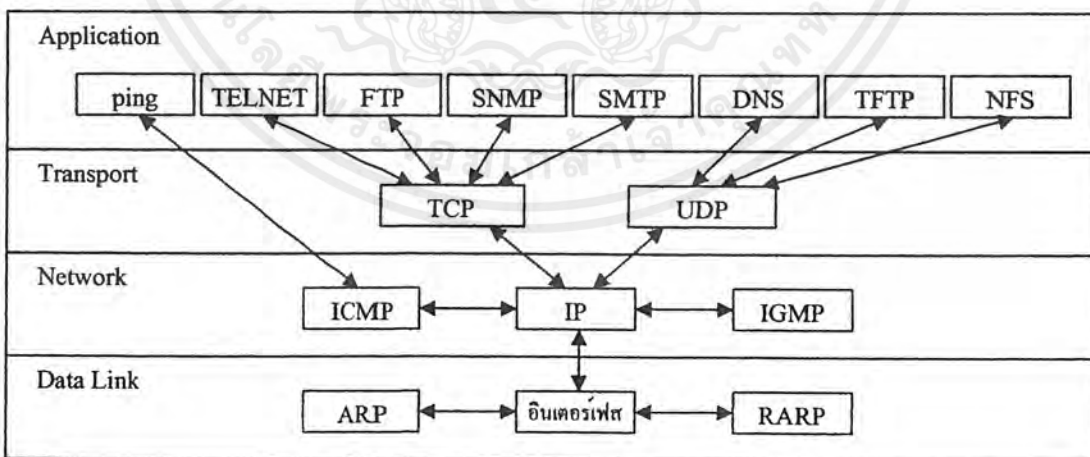 Application
ping TELNET FTP SNMP SMTP DNS TFTP NFS
Transport
TCP UDP
Network
ICMP IP IGMP
Data Link
ARP อินเตอร์เฟส RARP